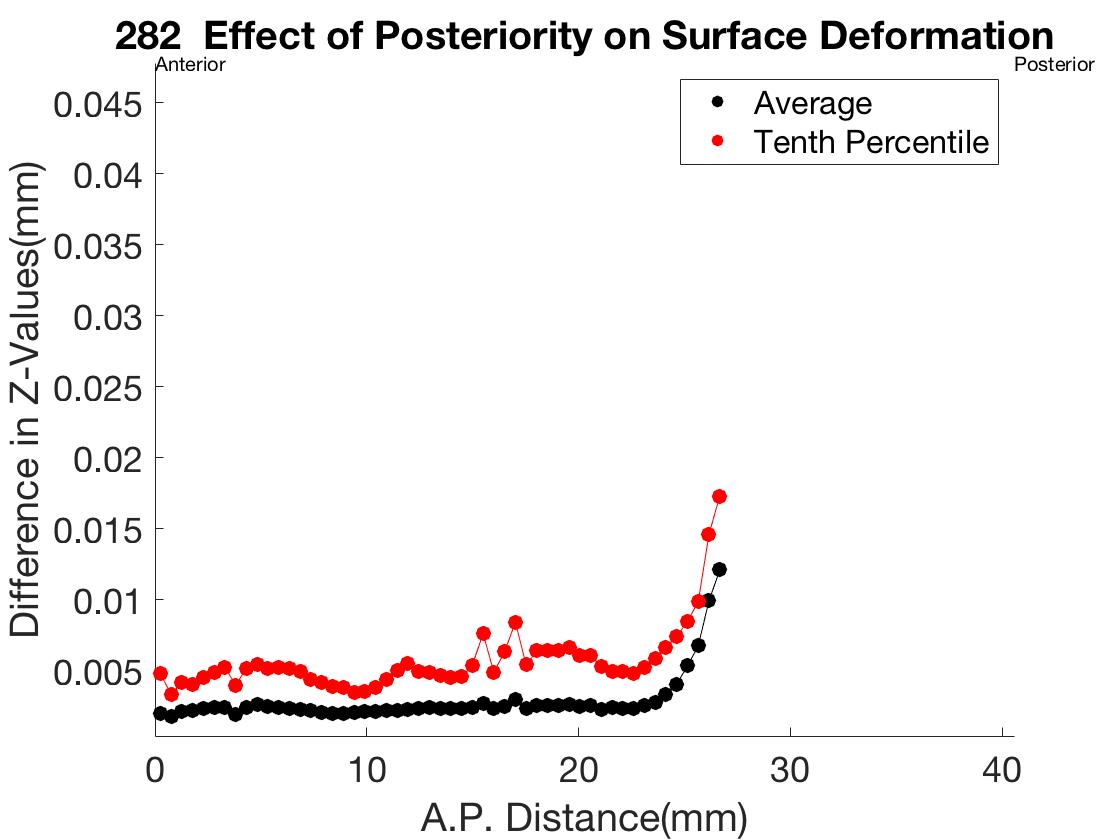 282  Effect of Posteriority on Surface Deformation
Anterior
Posterior
Average
Tenth Percentile
Difference in Z-Values(mm)
0.045
0.04
0.035
0.03
0.025
0.02
0.015
0.01
0.005
0
10
20
30
40
A.P. Distance(mm)